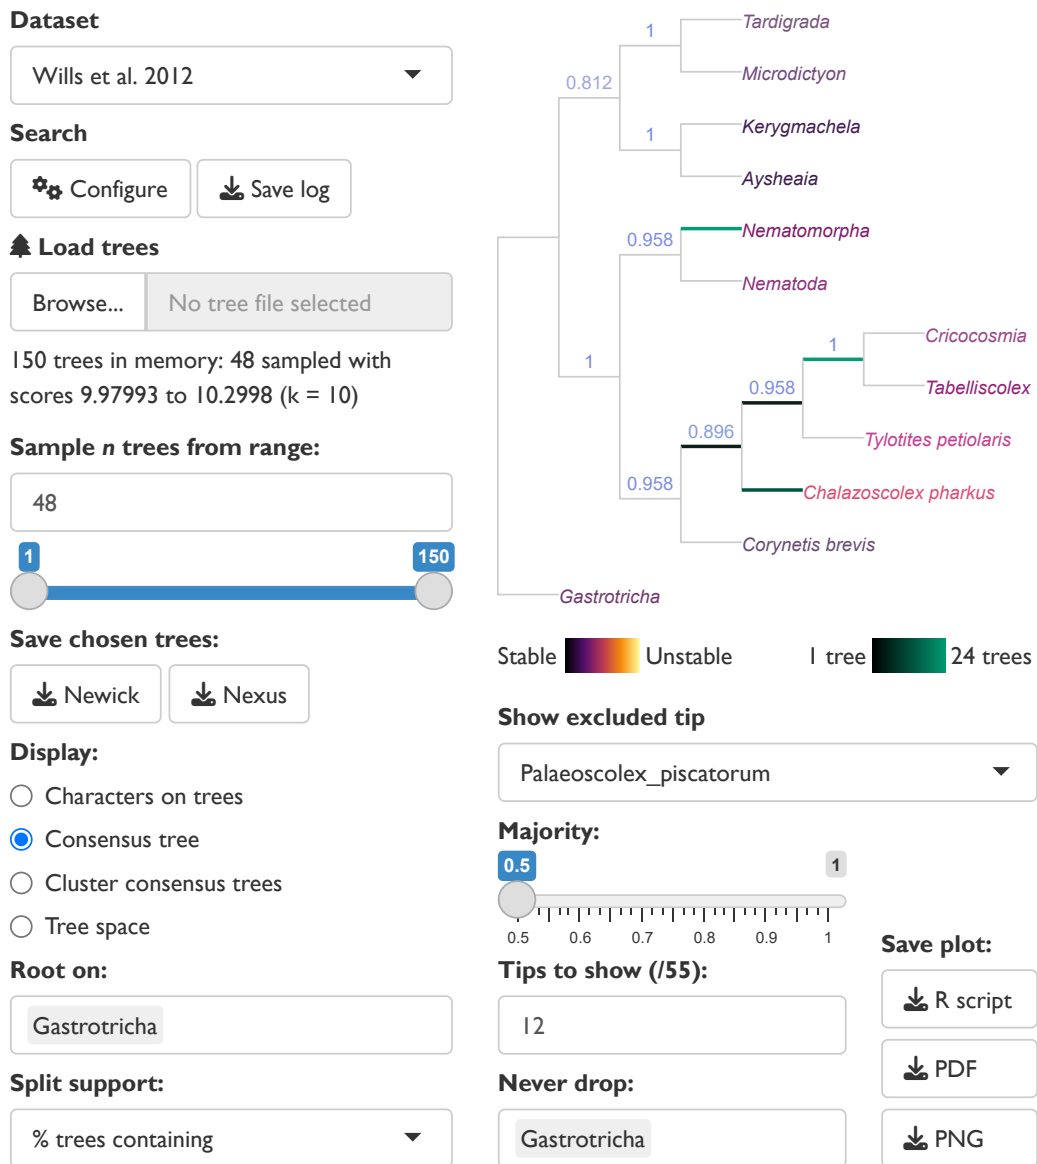 Dataset
Wills et al. 2012
Search
Configure
Save log
Load trees
Browse...
No tree file selected
150 trees in memory: 48 sampled with
scores 9.97993 to 10.2998 (k = 10)
Sample n trees from range:
48
1
150
Save chosen trees:
Newick
Nexus
Display:
Characters on trees
Consensus tree
Cluster consensus trees
Tree space
Root on:
Gastrotricha
Split support:
% trees containing
Tardigrada
1
Microdictyon
0.812
Kerygmachela
1
Aysheaia
Nematomorpha
0.958
Nematoda
Cricocosmia
1
1
Tabelliscolex
0.958
0.896
Tylotites petiolaris
0.958
Chalazoscolex pharkus
Corynetis brevis
Gastrotricha
Stable
Unstable
1 tree
24 trees
Show excluded tip
Palaeoscolex_piscatorum
Majority:
0.5
1
0.5 0.6 0.7 0.8 0.9 1
Tips to show (/55):
12
Never drop:
Gastrotricha
Save plot:
R script
PDF
PNG